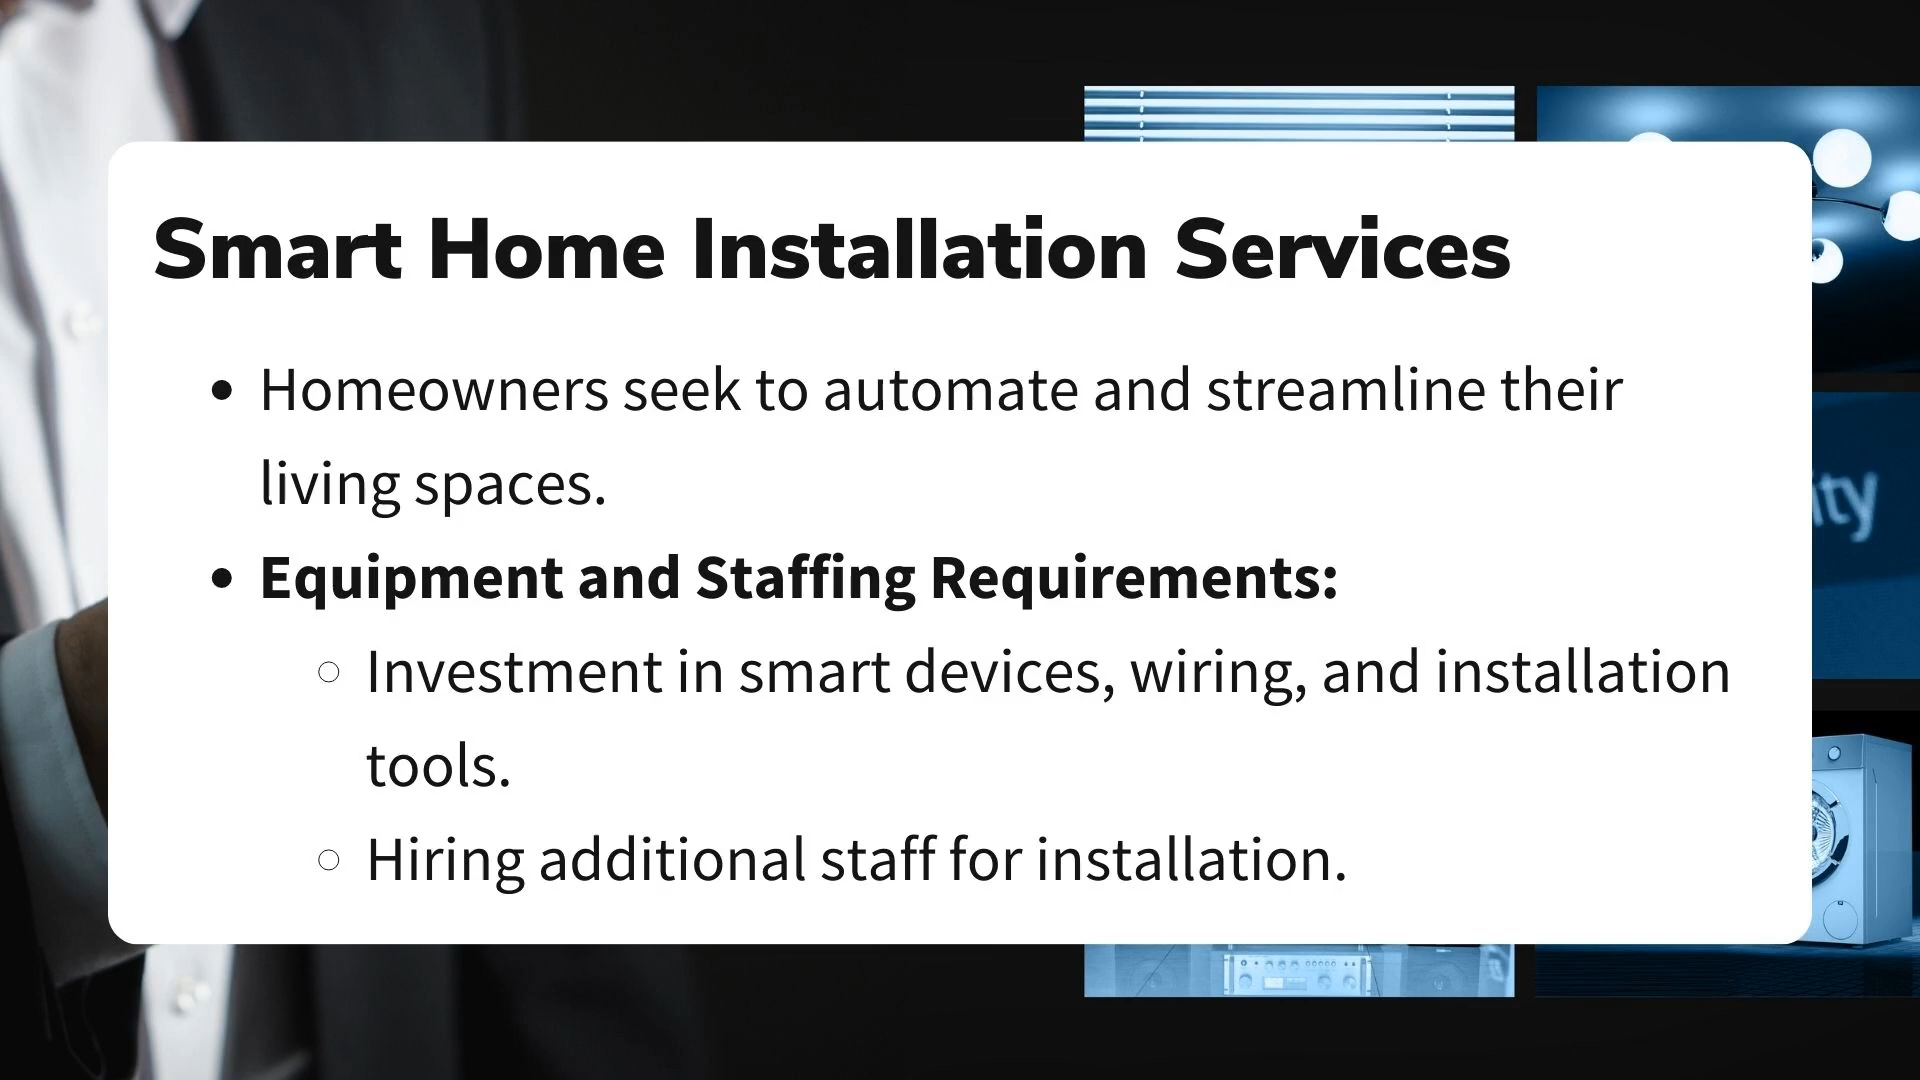 Smart Home Installation Services
Homeowners seek to automate and streamline their
living spaces.
Equipment and Staffing Requirements:
Investment in smart devices, wiring, and installation
tools.
Hiring additional staff for installation.
ity